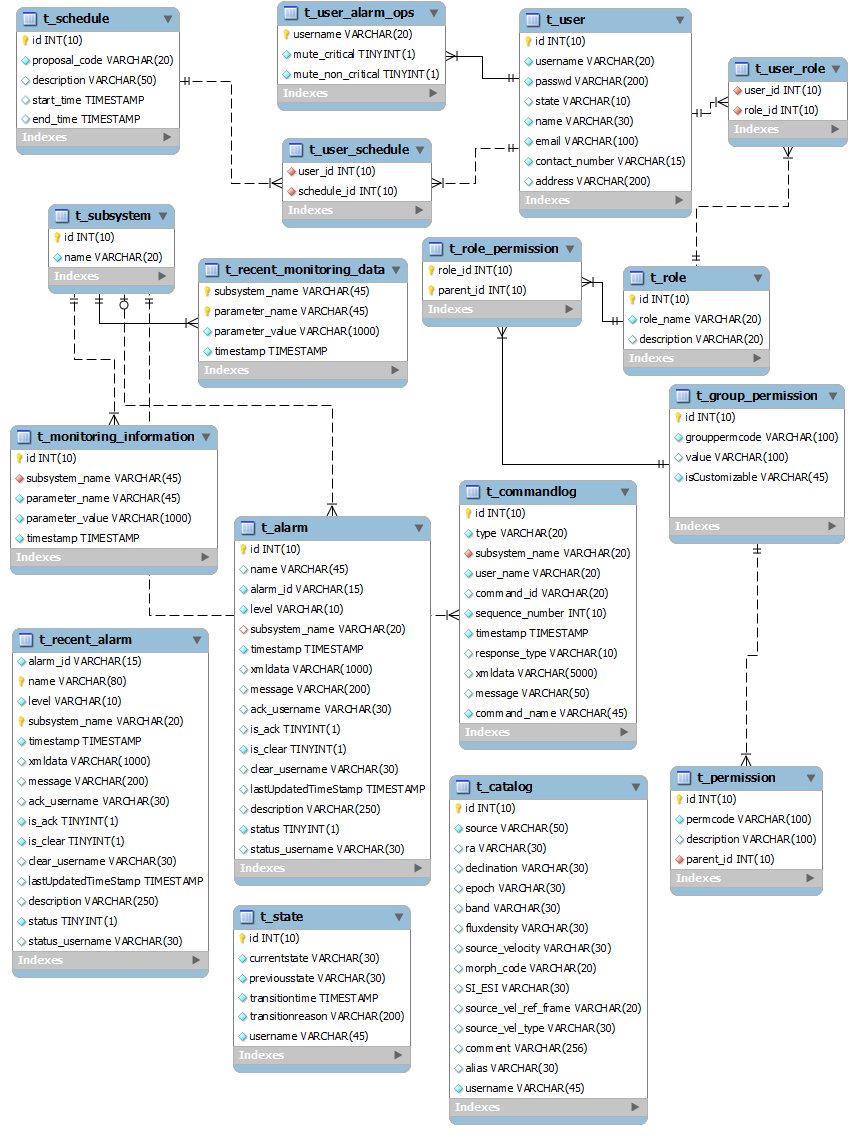 t_schedule
id INT(10)
proposal_code VARCHAR(20)
description VARCHAR(50)
start_time TIMESTAMP
end_time TIMESTAMP
Indexes
t_user_alarm_ops
username VARCHAR(20)
mute_critical TINYINT(1)
mute_non_critical TINYINT(1)
Indexes
t_user
id INT(10)
username VARCHAR(20)
passwd VARCHAR(200)
state VARCHAR(10)
name VARCHAR(30)
email VARCHAR(100)
contact_number VARCHAR(15)
address VARCHAR(200)
Indexes
t_user_role
user_id INT(10)
role_id INT(10)
Indexes
t_user_schedule
user_id INT(10)
schedule_id INT(10)
Indexes
t_subsystem
id INT(10)
name VARCHAR(20)
Indexes
t_recent_monitoring_data
subsystem_name VARCHAR(45)
parameter_name VARCHAR(45)
parameter_value VARCHAR(1000)
timestamp TIMESTAMP
Indexes
t_role_permission
role_id INT(10)
parent_id INT(10)
Indexes
t_role
id INT(10)
role_name VARCHAR(20)
description VARCHAR(20)
Indexes
t_group_permission
id INT(10)
grouppermcode VARCHAR(100)
value VARCHAR(100)
isCustomizable VARCHAR(45)
Indexes
t_monitoring_information
id INT(10)
subsystem_name VARCHAR(45)
parameter_name VARCHAR(45)
parameter_value VARCHAR(1000)
timestamp TIMESTAMP
Indexes
t_alarm
id INT(10)
name VARCHAR(45)
alarm_id VARCHAR(15)
level VARCHAR(10)
subsystem_name VARCHAR(20)
timestamp TIMESTAMP
xmldata VARCHAR(1000)
message VARCHAR(200)
ack_username VARCHAR(30)
is_ack TINYINT(1)
is_clear TINYINT(1)
clear_username VARCHAR(30)
lastUpdatedTimeStamp TIMESTAMP
description VARCHAR(250)
status TINYINT(1)
status_username VARCHAR(30)
Indexes
t_commandlog
id INT(10)
type VARCHAR(20)
subsystem_name VARCHAR(20)
user_name VARCHAR(20)
command_id VARCHAR(20)
sequence_number INT(10)
timestamp TIMESTAMP
response_type VARCHAR(10)
xmldata VARCHAR(5000)
message VARCHAR(50)
command_name VARCHAR(45)
Indexes
t_recent_alarm
alarm_id VARCHAR(15)
name VARCHAR(80)
level VARCHAR(10)
subsystem_name VARCHAR(20)
timestamp TIMESTAMP
xmldata VARCHAR(1000)
message VARCHAR(200)
ack_username VARCHAR(30)
is_ack TINYINT(1)
is_clear TINYINT(1)
clear_username VARCHAR(30)
lastUpdatedTimeStamp TIMESTAMP
description VARCHAR(250)
status TINYINT(1)
status_username VARCHAR(30)
Indexes
t_permission
id INT(10)
permcode VARCHAR(100)
description VARCHAR(100)
parent_id INT(10)
Indexes
t_catalog
id INT(10)
source VARCHAR(50)
ra VARCHAR(30)
declination VARCHAR(30)
epoch VARCHAR(30)
band VARCHAR(30)
fluxdensity VARCHAR(30)
source_velocity VARCHAR(30)
morph_code VARCHAR(20)
SI_ESI VARCHAR(30)
source_vel_ref_frame VARCHAR(20)
source_vel_type VARCHAR(30)
comment VARCHAR(256)
alias VARCHAR(30)
username VARCHAR(45)
Indexes
t_state
id INT(10)
currentstate VARCHAR(30)
previousstate VARCHAR(30)
transitiontime TIMESTAMP
transitionreason VARCHAR(200)
username VARCHAR(45)
Indexes